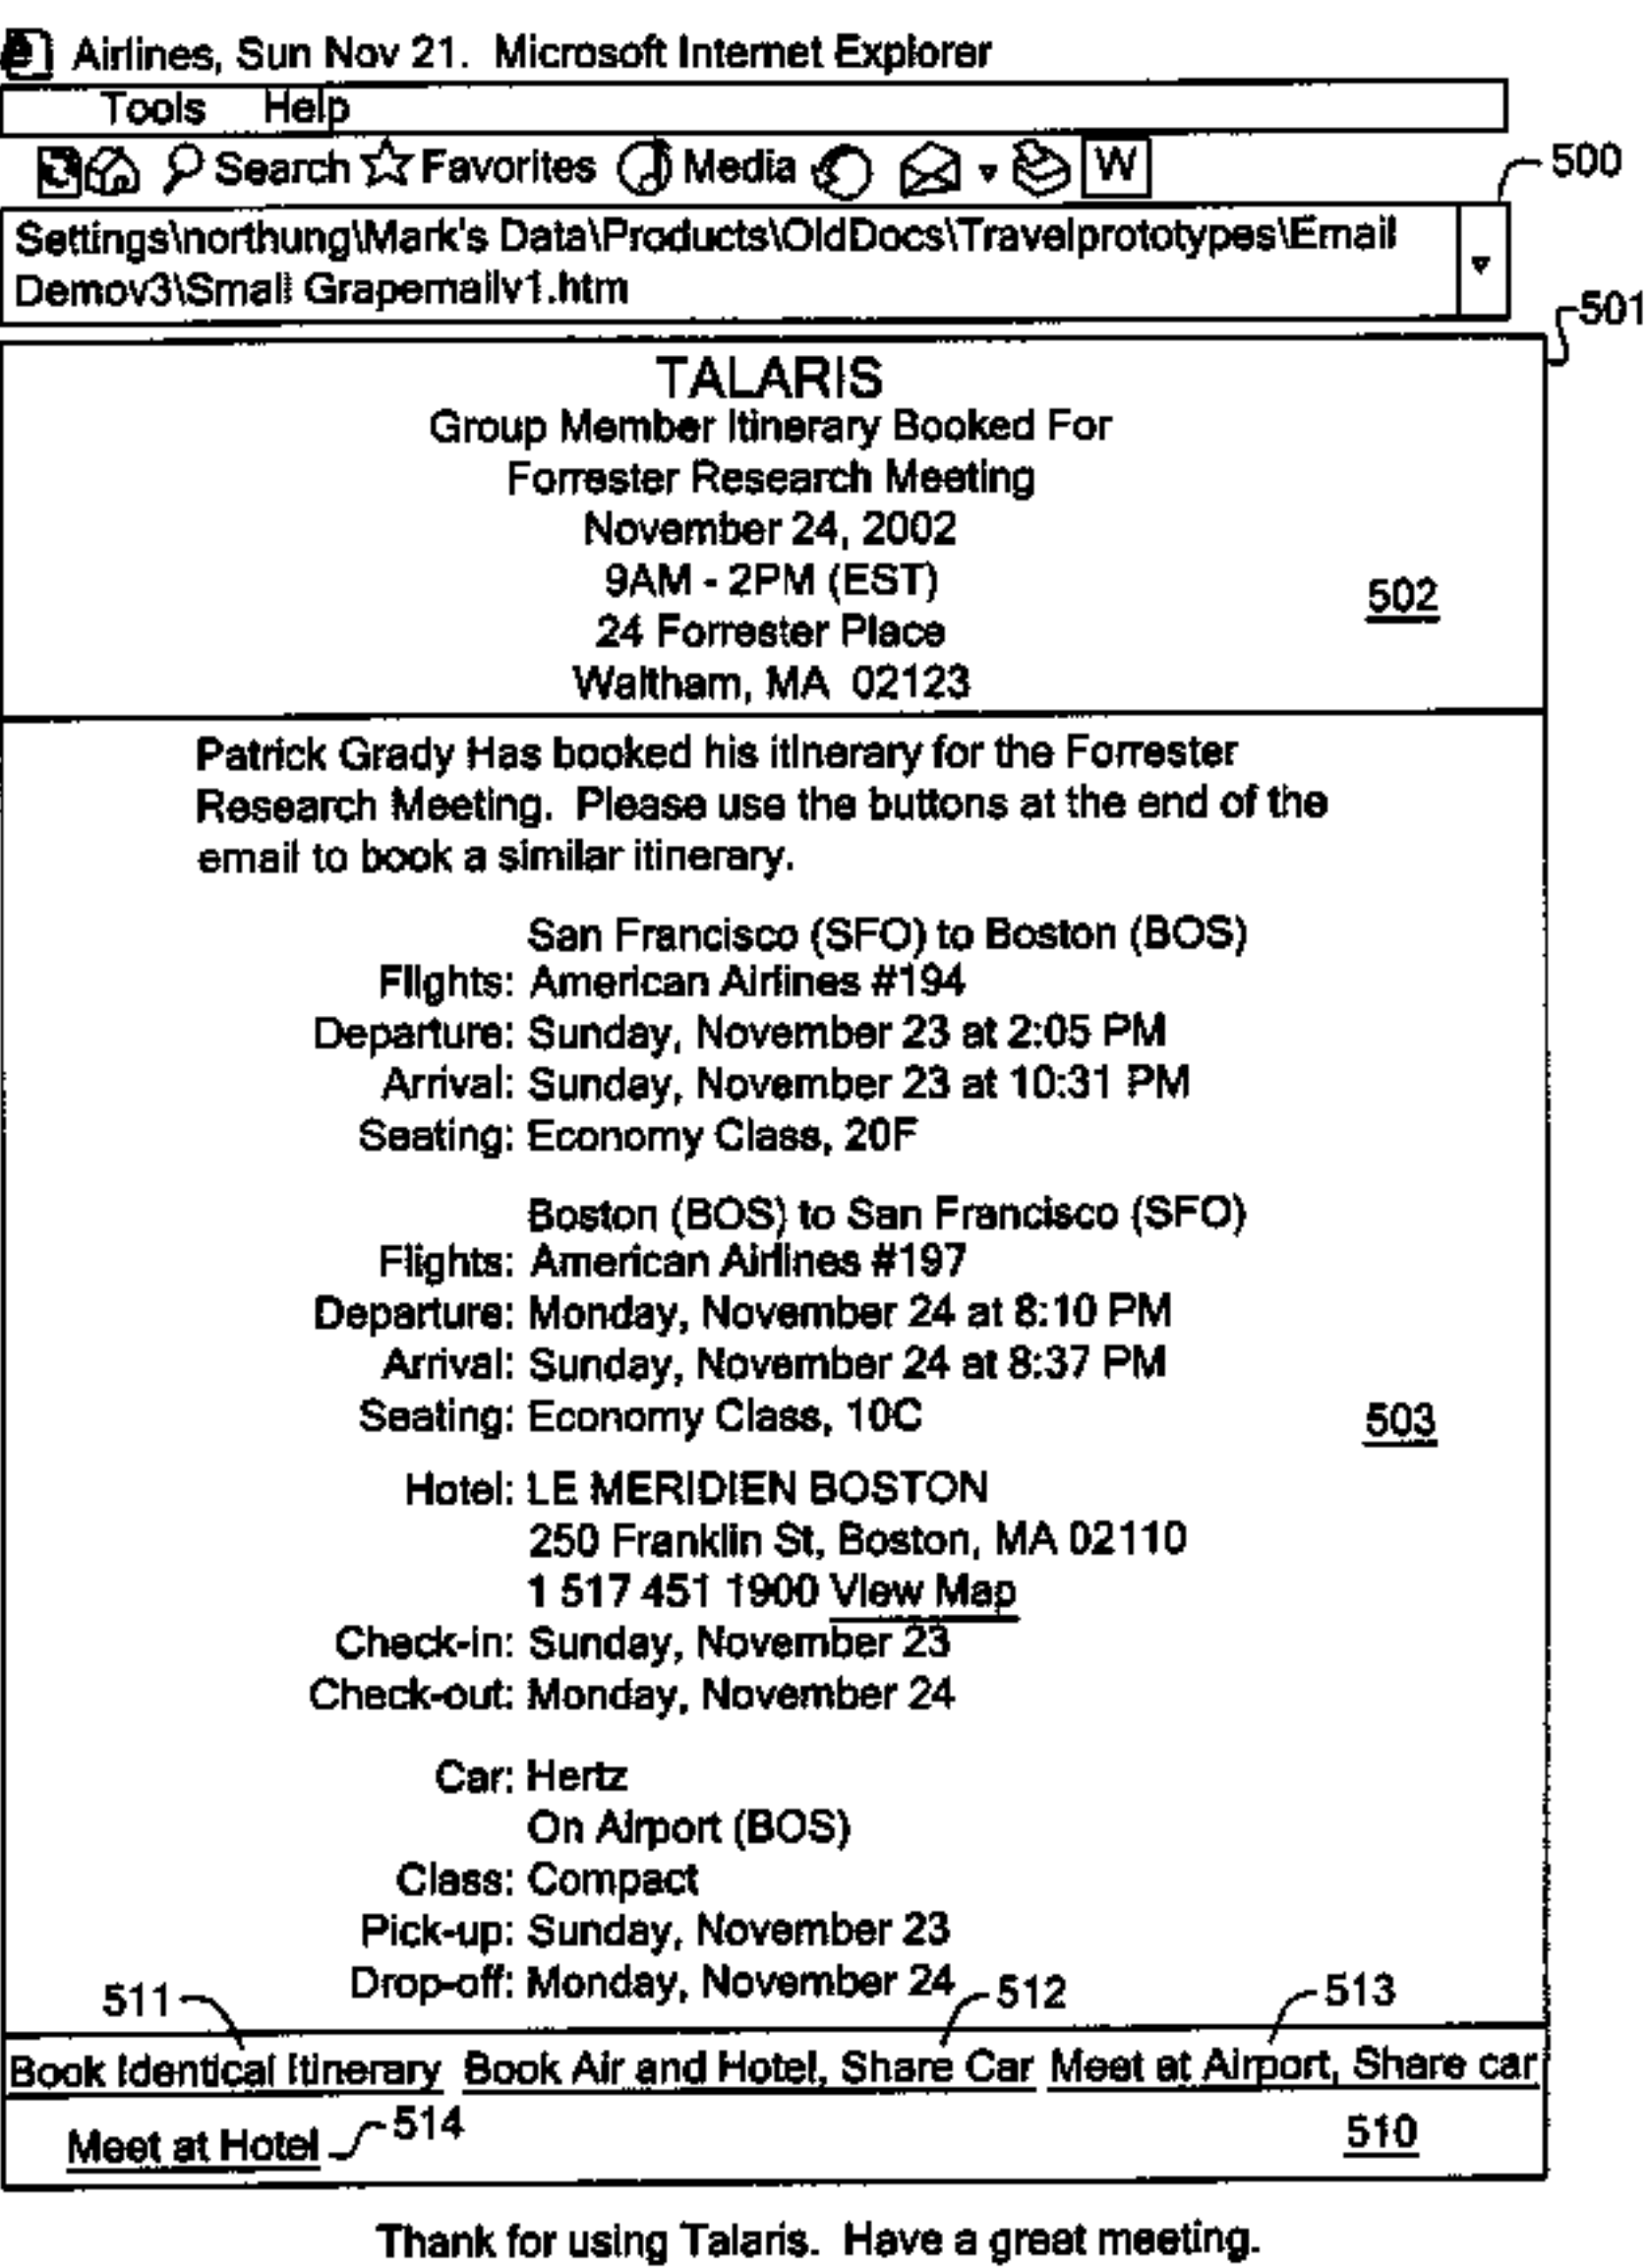 Airlines, Sun Nov 21. Microsoft Internet Explorer
Tools Help
Search Favorites Media W
500
Settings\northung\Mark's Data\Products\OldDocs\Travelprototypes\Email
Demov3\Small Grapemailv1.htm
501
TALARIS
Group Member Itinerary Booked For
Forrester Research Meeting
November 24, 2002
9AM - 2PM (EST)
502
24 Forrester Place
Waltham, MA 02123
Patrick Grady Has booked his itinerary for the Forrester
Research Meeting. Please use the buttons at the end of the
email to book a similar itinerary.
San Francisco (SFO) to Boston (BOS)
Flights: American Airlines #194
Departure: Sunday, November 23 at 2:05 PM
Arrival: Sunday, November 23 at 10:31 PM
Seating: Economy Class, 20F
Boston (BOS) to San Francisco (SFO)
Flights: American Airlines #197
Departure: Monday, November 24 at 8:10 PM
Arrival: Sunday, November 24 at 8:37 PM
Seating: Economy Class, 10C
503
Hotel: LE MERIDIEN BOSTON
250 Franklin St, Boston, MA 02110
1 517 451 1900 View Map
Check-in: Sunday, November 23
Check-out: Monday, November 24
Car: Hertz
On Airport (BOS)
Class: Compact
Pick-up: Sunday, November 23
Drop-off: Monday, November 24
511 512 513
Book Identical Itinerary Book Air and Hotel, Share Car Meet at Airport, Share car
Meet at Hotel 514 510
Thank for using Talaris. Have a great meeting.